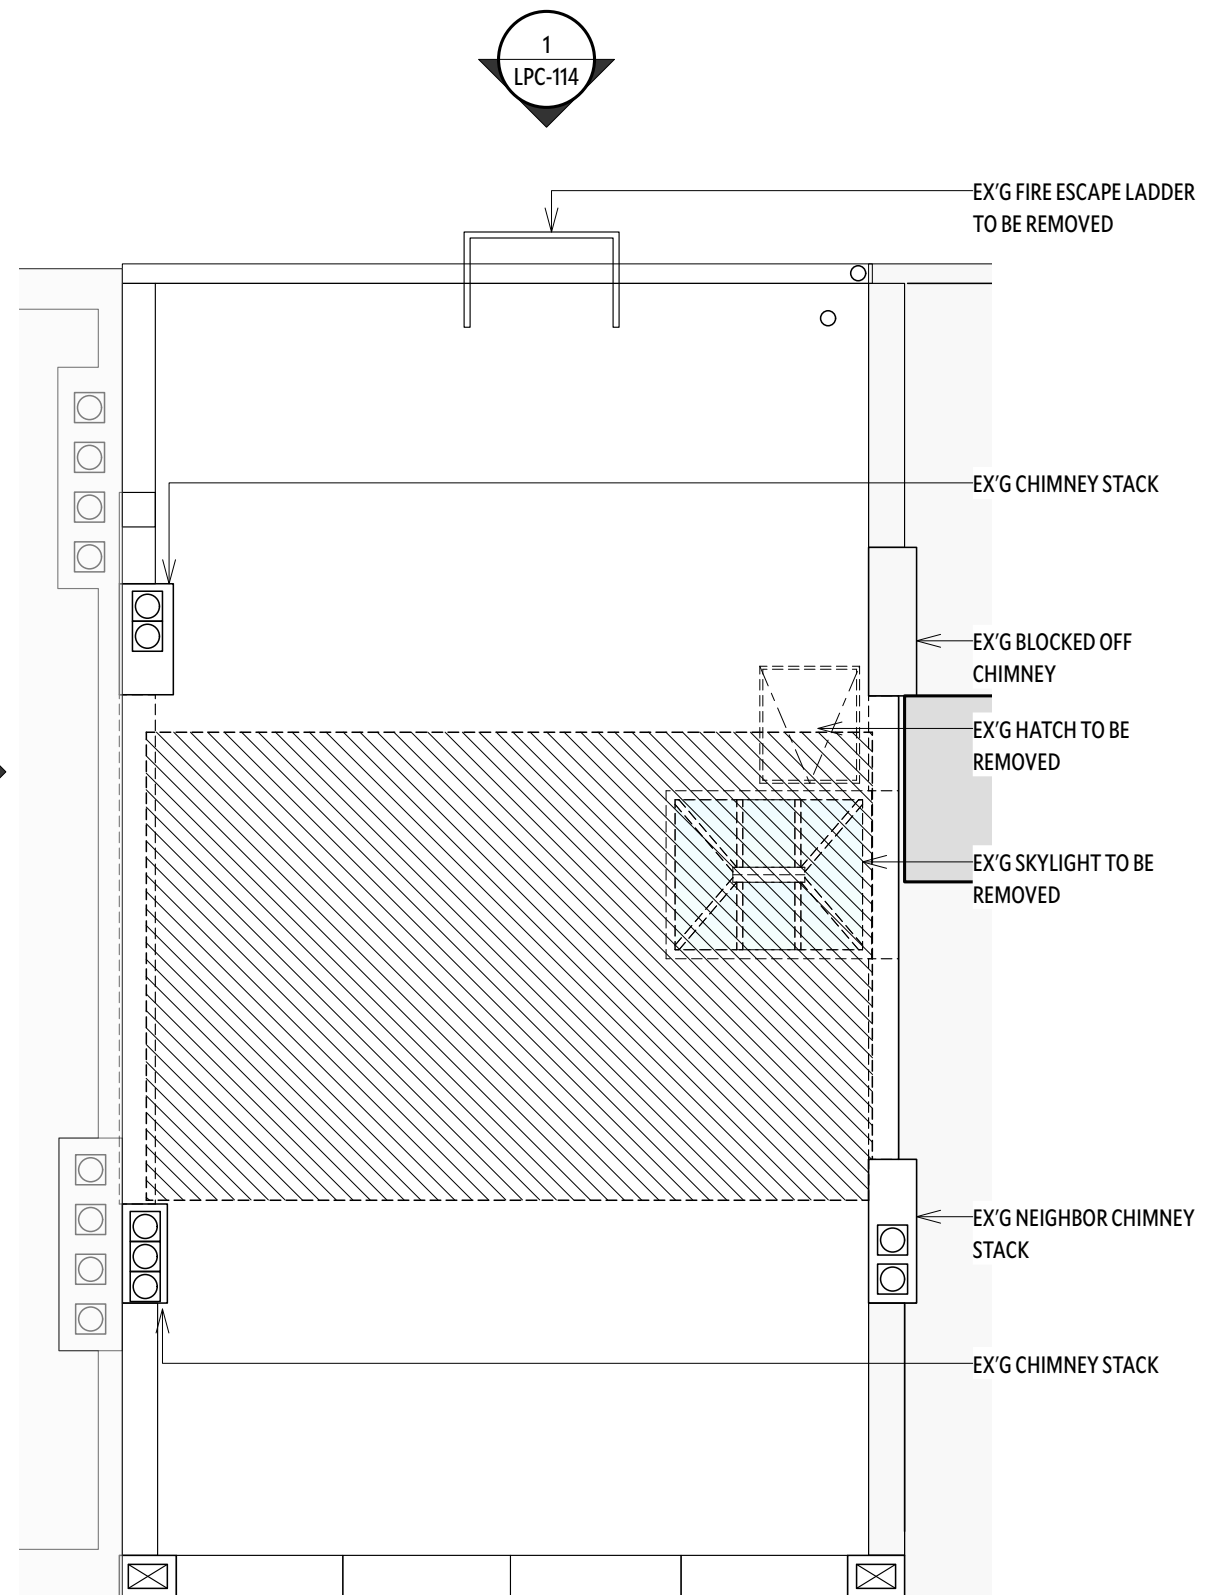 1
LPC-114
EX'G FIRE ESCAPE LADDER
TO BE REMOVED
EX'G CHIMNEY STACK
EX'G BLOCKED OFF
CHIMNEY
EX'G HATCH TO BE
REMOVED
EX'G SKYLIGHT TO BE
REMOVED
EX'G NEIGHBOR CHIMNEY
STACK
EX'G CHIMNEY STACK